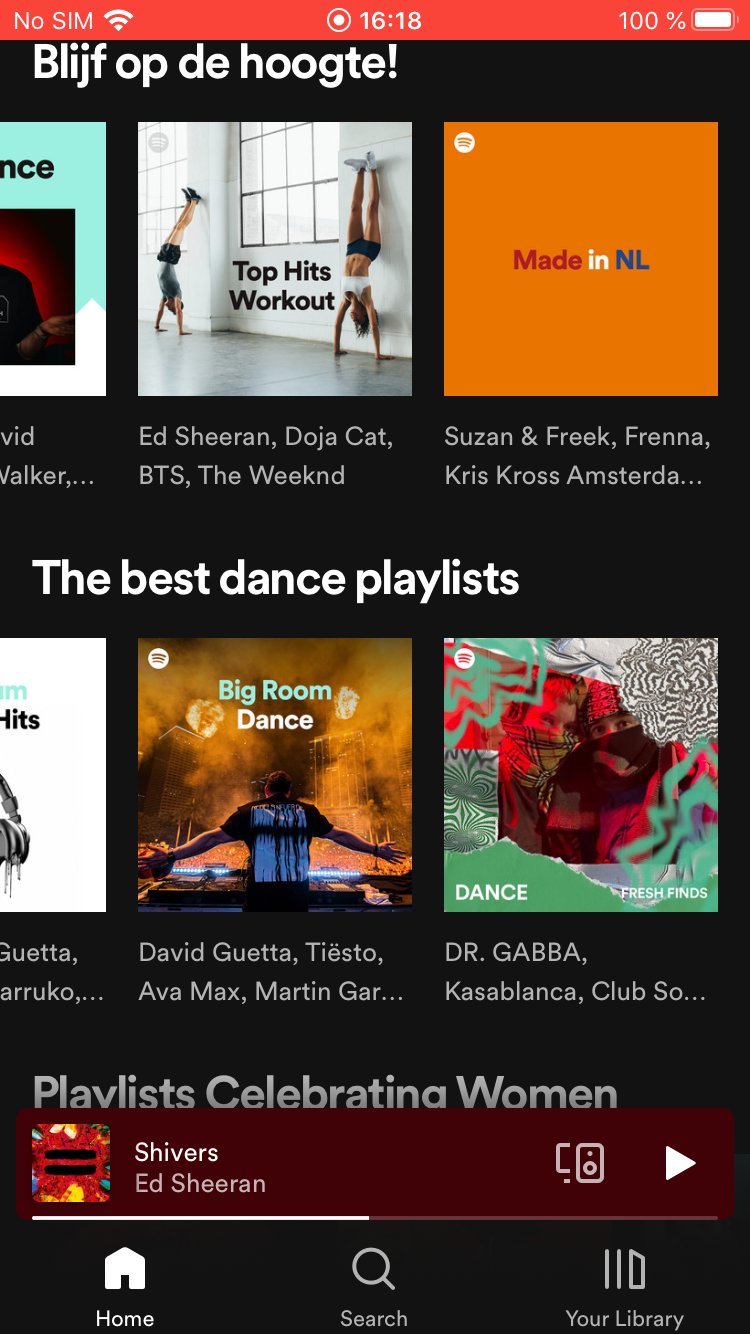 No SIM 16:18 100 %
Blijf op de hoogte!
nce
Top Hits
Workout
Made in NL
vid
Walker,...
Ed Sheeran, Doja Cat,
BTS, The Weeknd
Suzan & Freek, Frenna,
Kris Kross Amsterda...
The best dance playlists
um
Hits
Big Room
Dance
DANCE
FRESH FINDS
Guetta,
arruko,...
David Guetta, Tiësto,
Ava Max, Martin Gar...
DR. GABBA,
Kasablanca, Club So...
Playlists Celebrating Women
Shivers
Ed Sheeran
Home
Search
Your Library